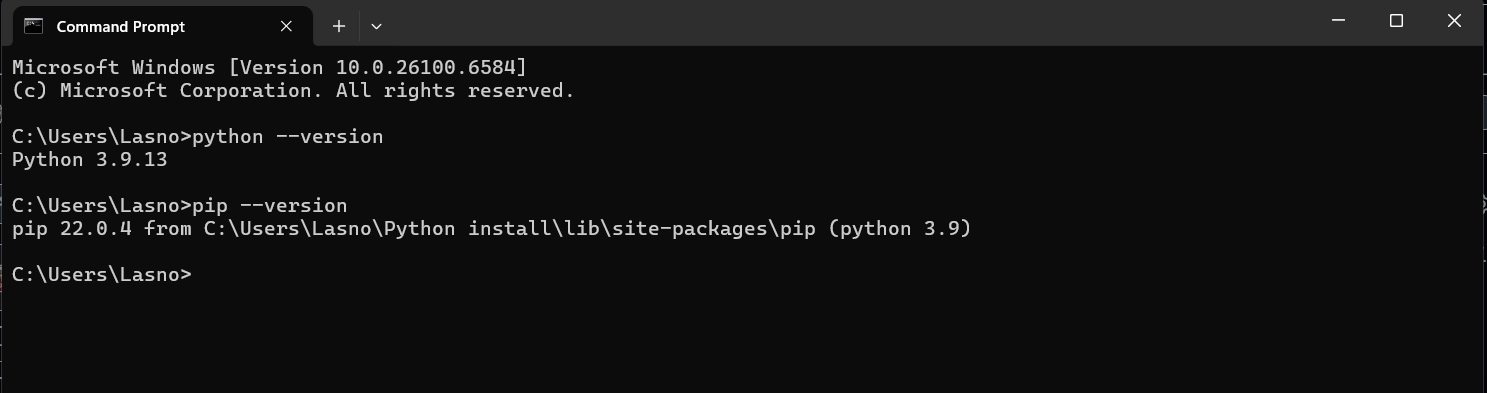 Command Prompt
Microsoft Windows [Version 10.0.26100.6584]
(c) Microsoft Corporation. All rights reserved.
C:\Users\Lasno>python --version
Python 3.9.13
C:\Users\Lasno>pip --version
pip 22.0.4 from C:\Users\Lasno\Python install\lib\site-packages\pip (python 3.9)
C:\Users\Lasno>